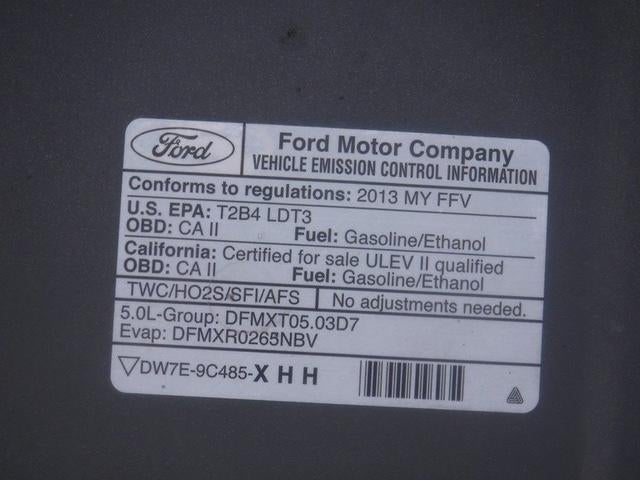 Ford
Ford Motor Company
VEHICLE EMISSION CONTROL INFORMATION
Conforms to regulations: 2013 MY FFV
U.S. EPA: T2B4 LDT3
OBD: CA II Fuel: Gasoline/Ethanol
California: Certified for sale ULEV II qualified
OBD: CA II Fuel: Gasoline/Ethanol
TWC/HO2S/SFI/AFS No adjustments needed.
5.0L-Group: DFMXT05.03D7
Evap: DFMXR0265NBV
DW7E-9C485-X H H